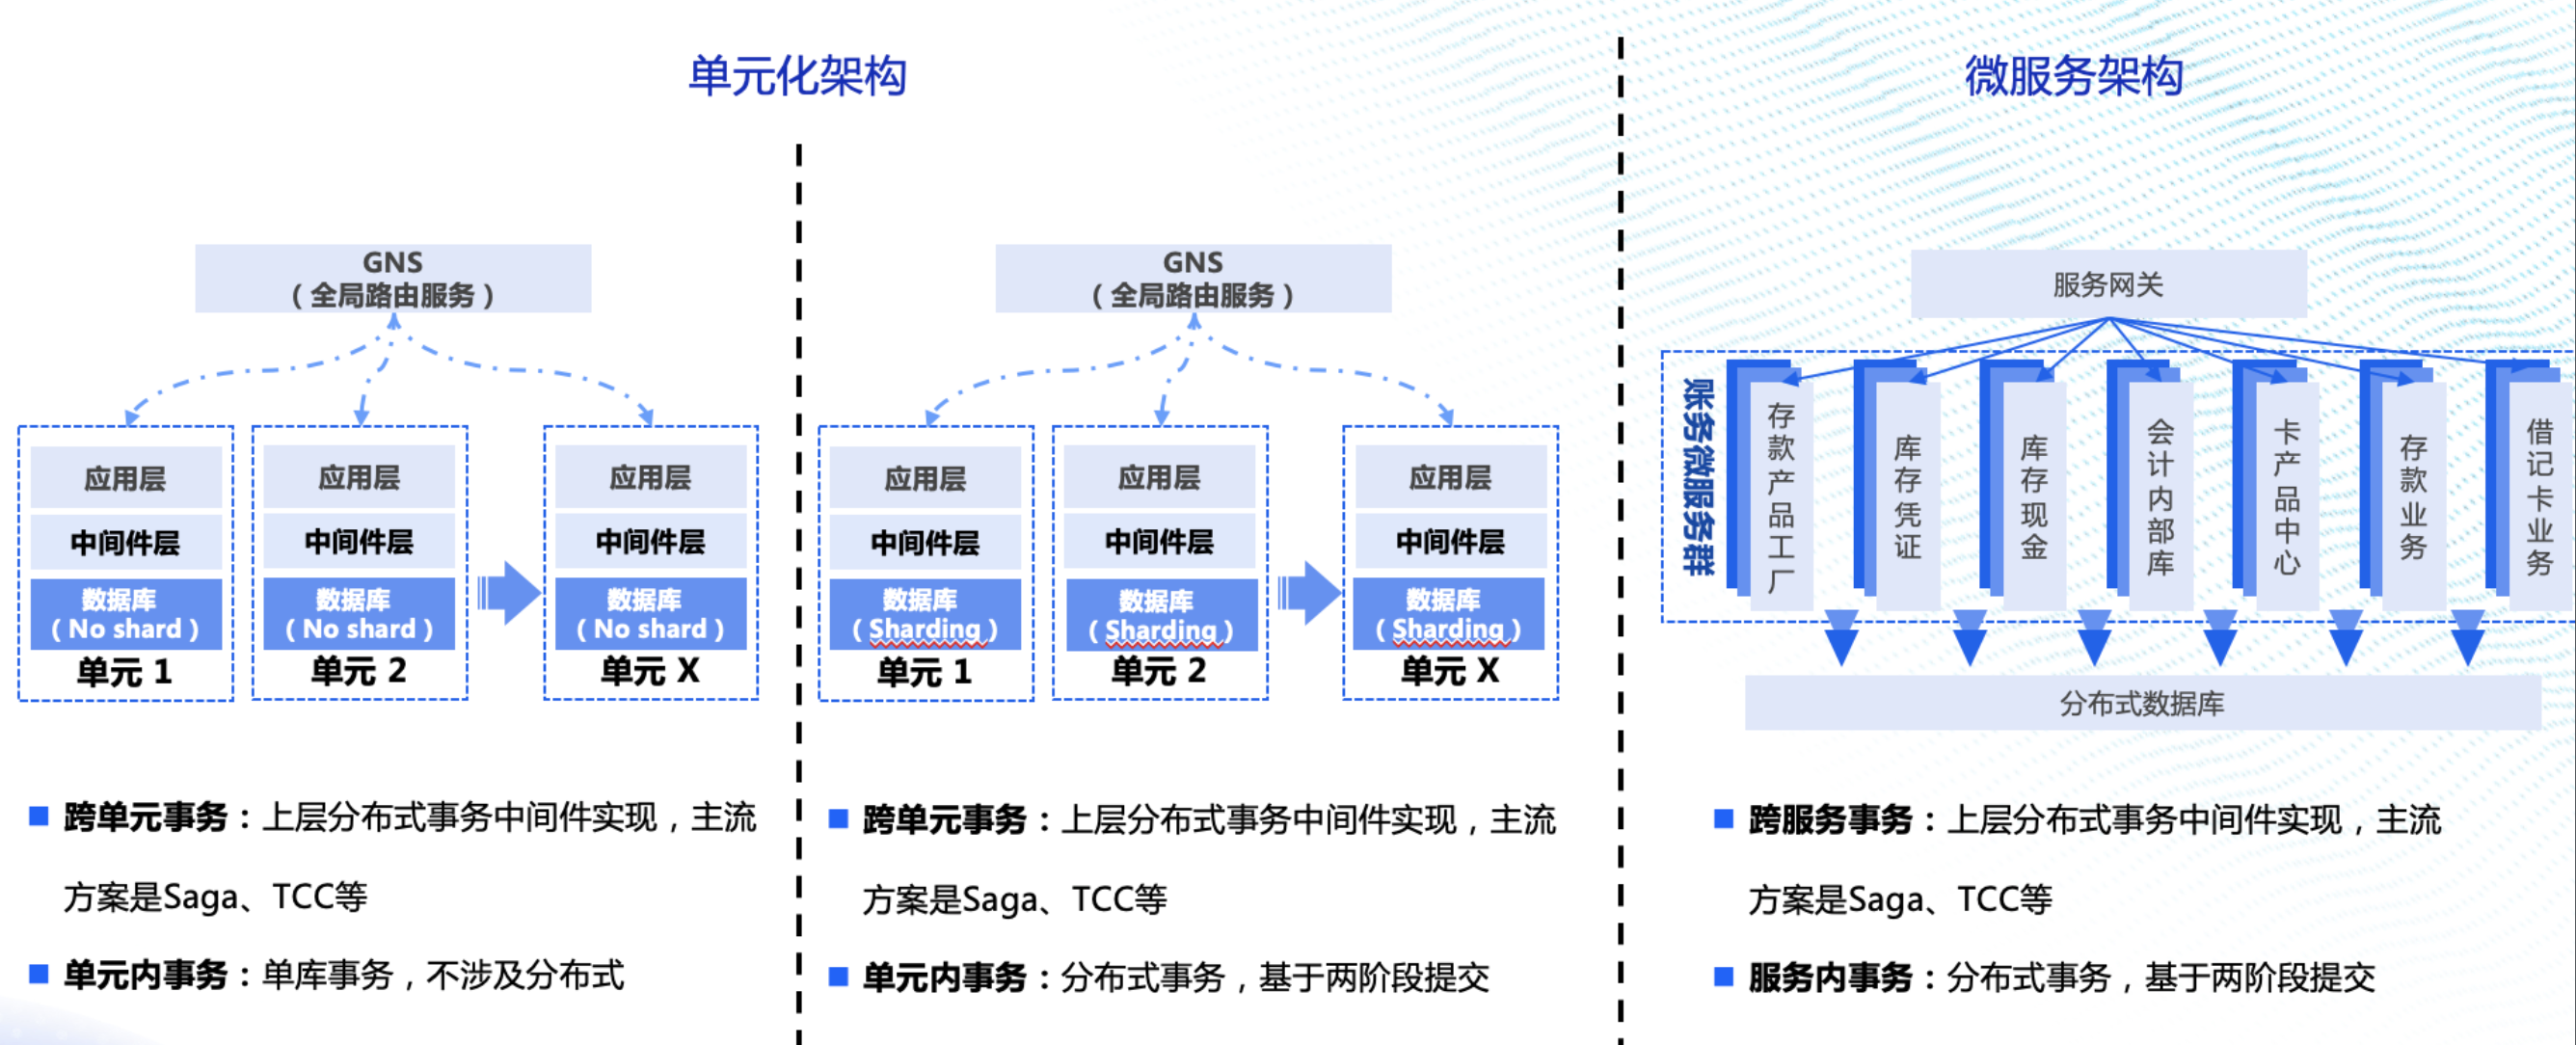 单元化架构
微服务架构
GNS
（全局路由服务）
应用层
中间件层
数据库
（No shard）
单元 1
应用层
中间件层
数据库
（No shard）
单元 2
应用层
中间件层
数据库
（No shard）
单元 X
跨单元事务：上层分布式事务中间件实现，主流
方案是Saga、TCC等
单元内事务：单库事务，不涉及分布式
GNS
（全局路由服务）
应用层
中间件层
数据库
（Sharding）
单元 1
应用层
中间件层
数据库
（Sharding）
单元 2
应用层
中间件层
数据库
（Sharding）
单元 X
跨单元事务：上层分布式事务中间件实现，主流
方案是Saga、TCC等
单元内事务：分布式事务，基于两阶段提交
服务网关
账务微服务群
存款产品工厂
库存凭证
库存现金
会计内部库
卡产品中心
存款业务
借记卡业务
分布式数据库
跨服务事务：上层分布式事务中间件实现，主流
方案是Saga、TCC等
服务内事务：分布式事务，基于两阶段提交